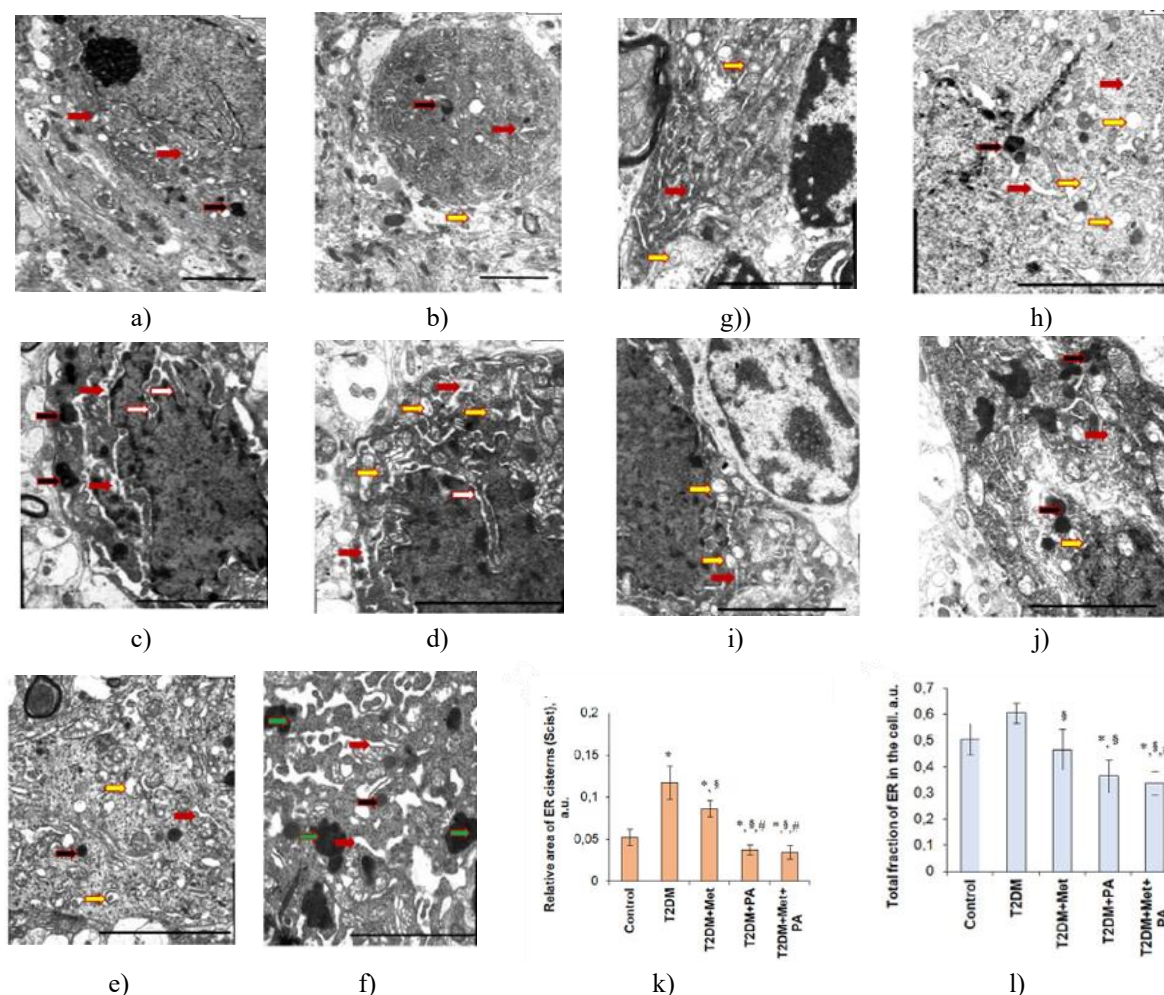 a)
b)
g))
h)
c)
d)
i)
j)
e)
f)
Relative area of ER cisterns (Scist), a.u.
0,2
0,15
0,1
0,05
0
*
*, §
*,§,#
*,§,#
Control
T2DM
T2DM+Met
T2DM+PA
T2DM+Met+
PA
k)
Total fraction of ER in the cell. a.u.
0,7
0,6
0,5
0,4
0,3
0,2
0,1
0
§
*, §
*,§,
Control
T2DM
T2DM+Met
T2DM+PA
T2DM+Met+
PA
l)